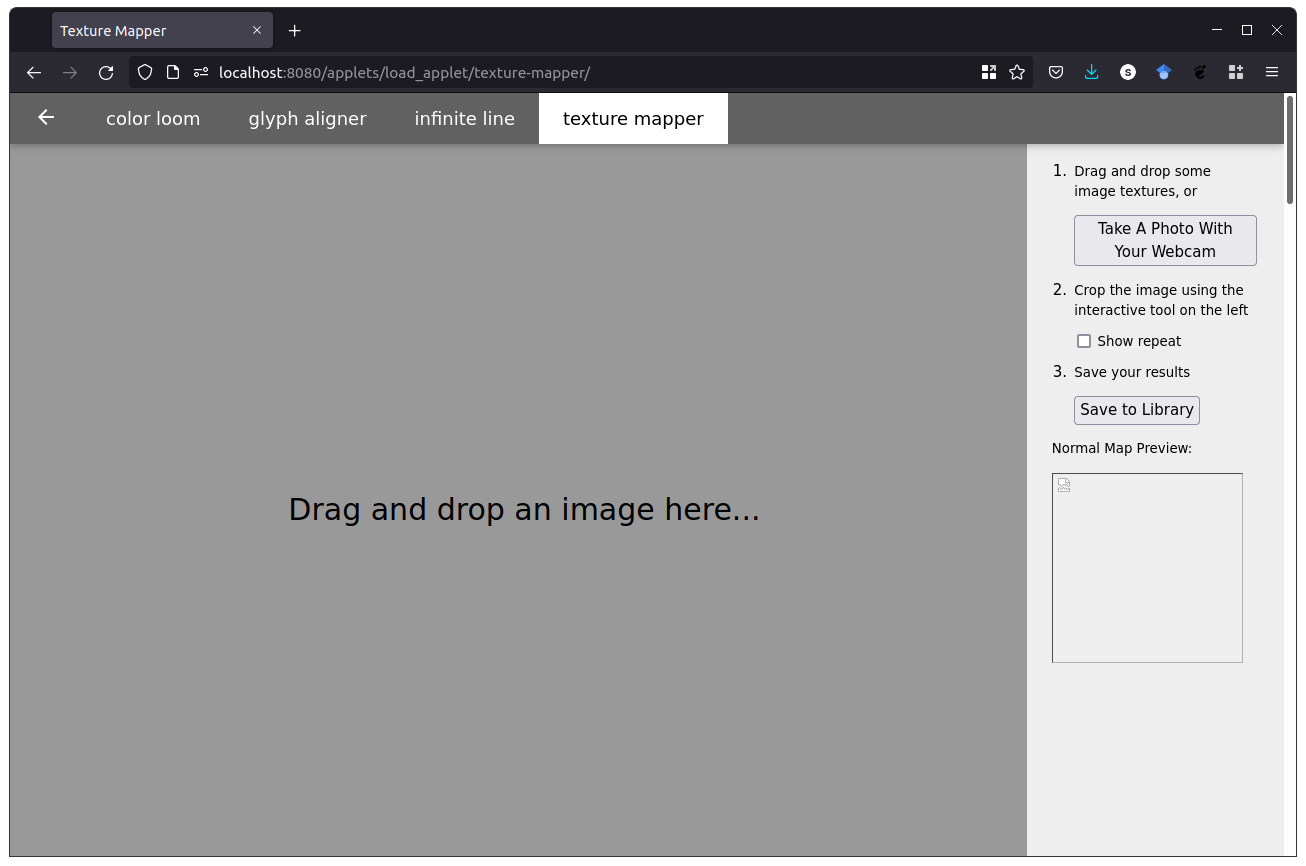 Texture Mapper
localhost:8080/applets/load_applet/texture-mapper/
S
color loom glyph aligner infinite line texture mapper
1. Drag and drop some
image textures, or
Take A Photo With
Your Webcam
2. Crop the image using the
interactive tool on the left
Show repeat
3. Save your results
Save to Library
Normal Map Preview:
Drag and drop an image here...